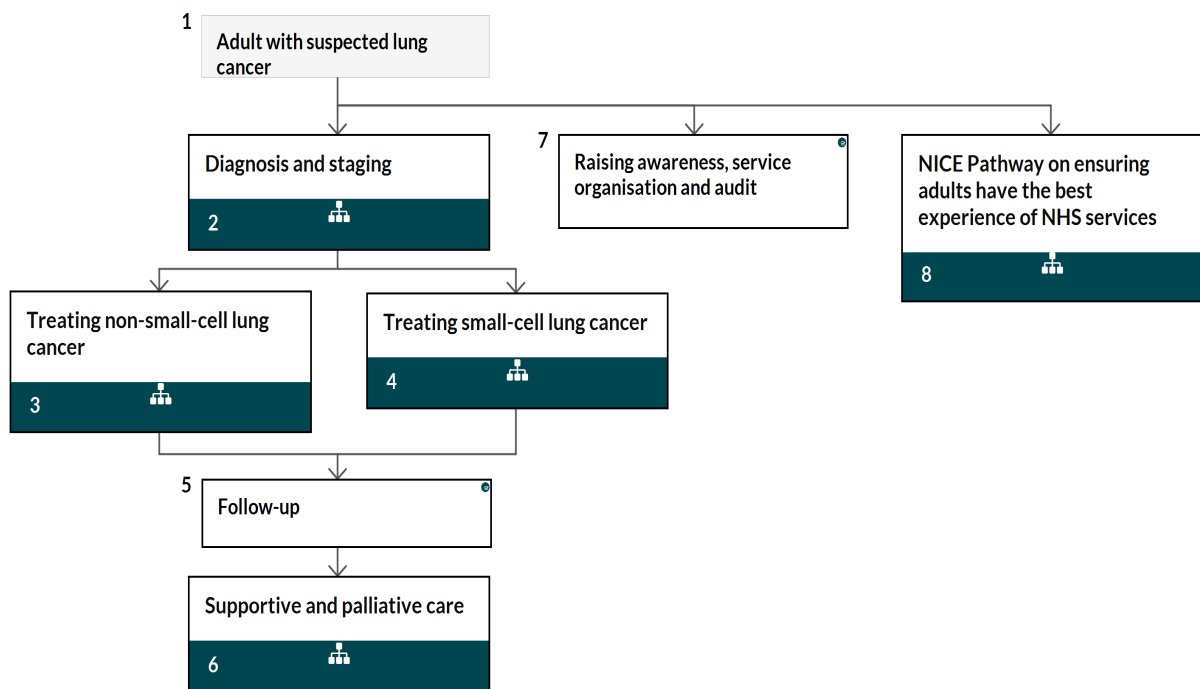 1
Adult with suspected lung
cancer
Diagnosis and staging
2
7
Raising awareness, service
organisation and audit
NICE Pathway on ensuring
adults have the best
experience of NHS services
8
Treating non-small-cell lung
cancer
3
Treating small-cell lung cancer
4
5
Follow-up
Supportive and palliative care
6